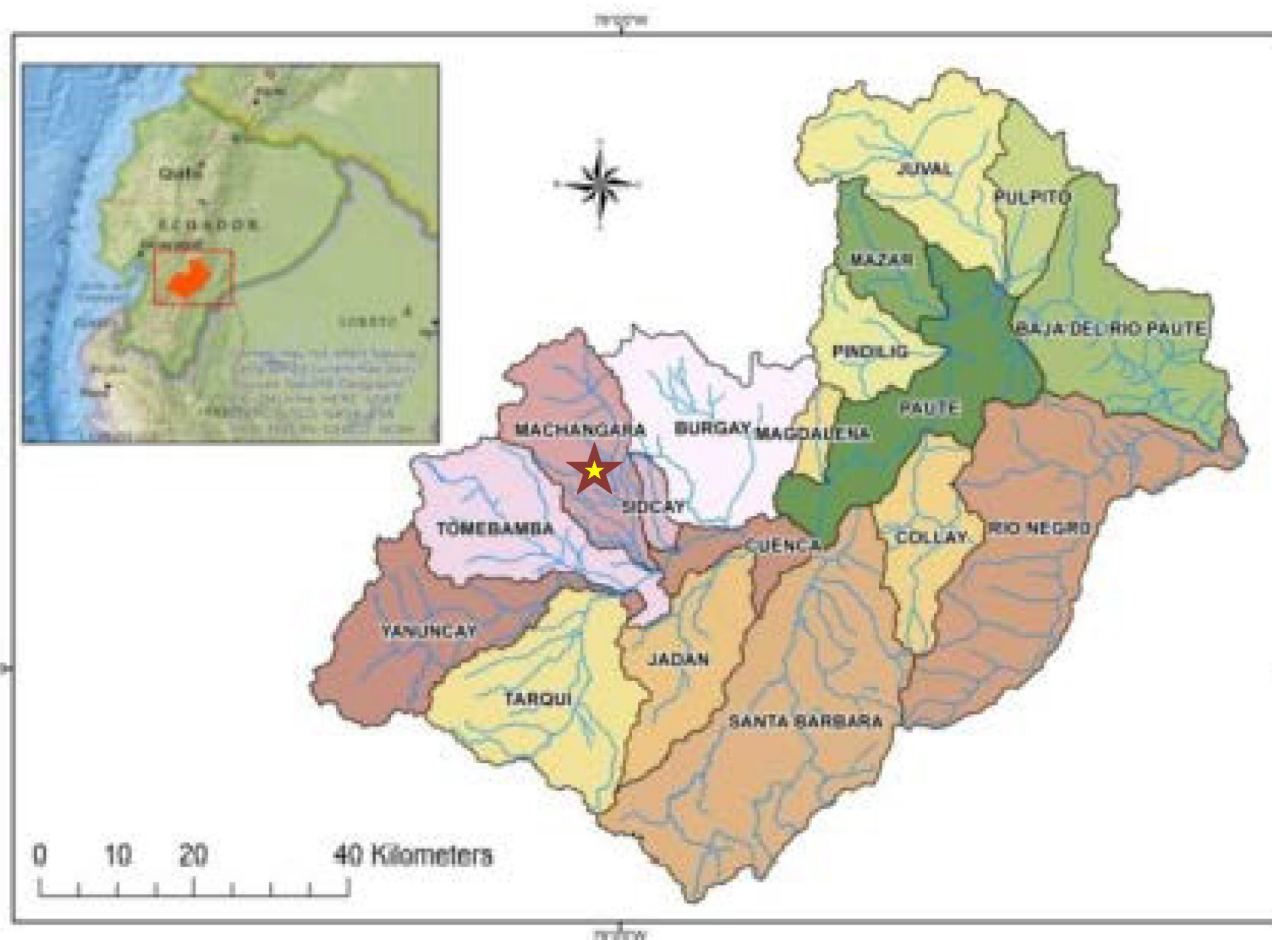 Quito
ECUADOR
JUVAL
PULPITO
MAZAR
BAJA DEL RIO PAUTE
PINDILIG
PAUTE
MACHANGARA
BURGAY
MAGDALENA
SIDCAY
TOMEBAMBA
CUENCA
COLLAY
RIO NEGRO
YANUNCAY
JADAN
TARQUI
SANTA BARBARA
0 10 20 40 Kilometers